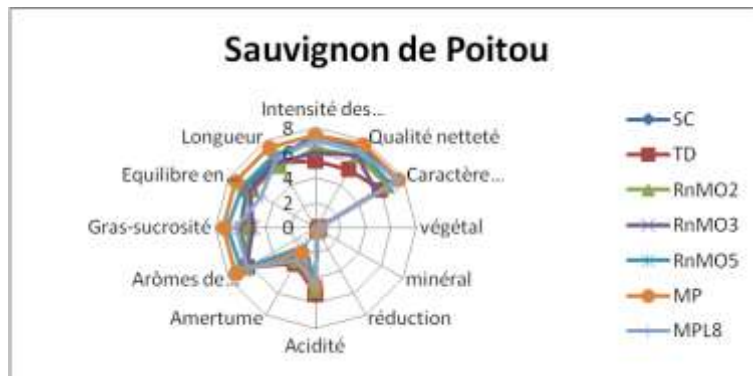 Sauvignon de Poitou
Intensité des...
Qualité netteté
Caractère...
végétal
minéral
réduction
Acidité
Amertume
Arômes de...
Gras-sucrosité
Equilibre en...
Longueur
8
6
4
2
0
SC
TD
RnMO2
RnMO3
RnMO5
MP
MPL8